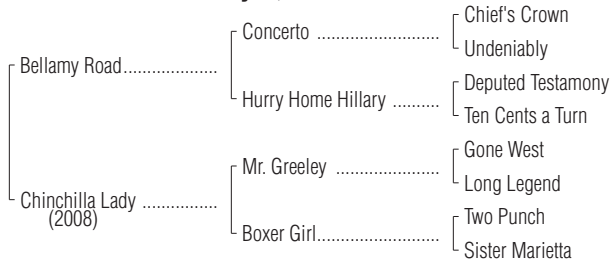 Chief's Crown
Concerto ..........................
Undeniably
Bellamy Road....................
Deputed Testamony
Hurry Home Hillary ..........
Ten Cents a Turn
Gone West
Mr. Greeley ......................
Long Legend
Chinchilla Lady ................
(2008)
Two Punch
Boxer Girl..........................
Sister Marietta